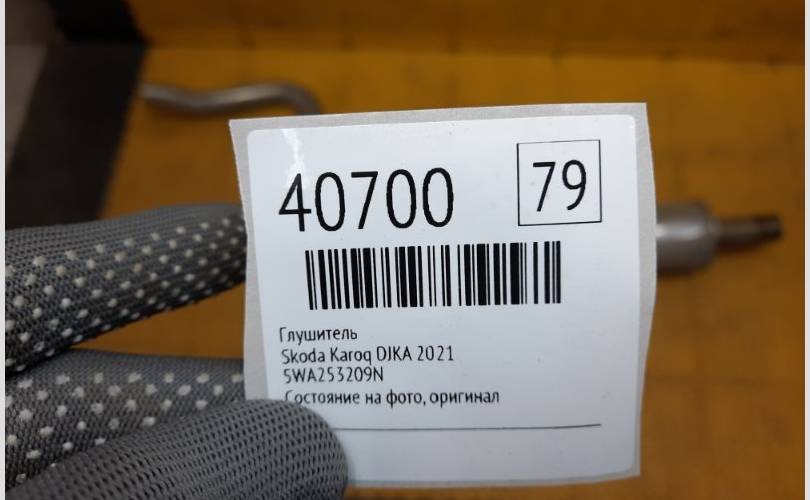 40700
79
Глушитель
Skoda Karoq DJKA 2021
5WA253209N
Состояние на фото, оригинал